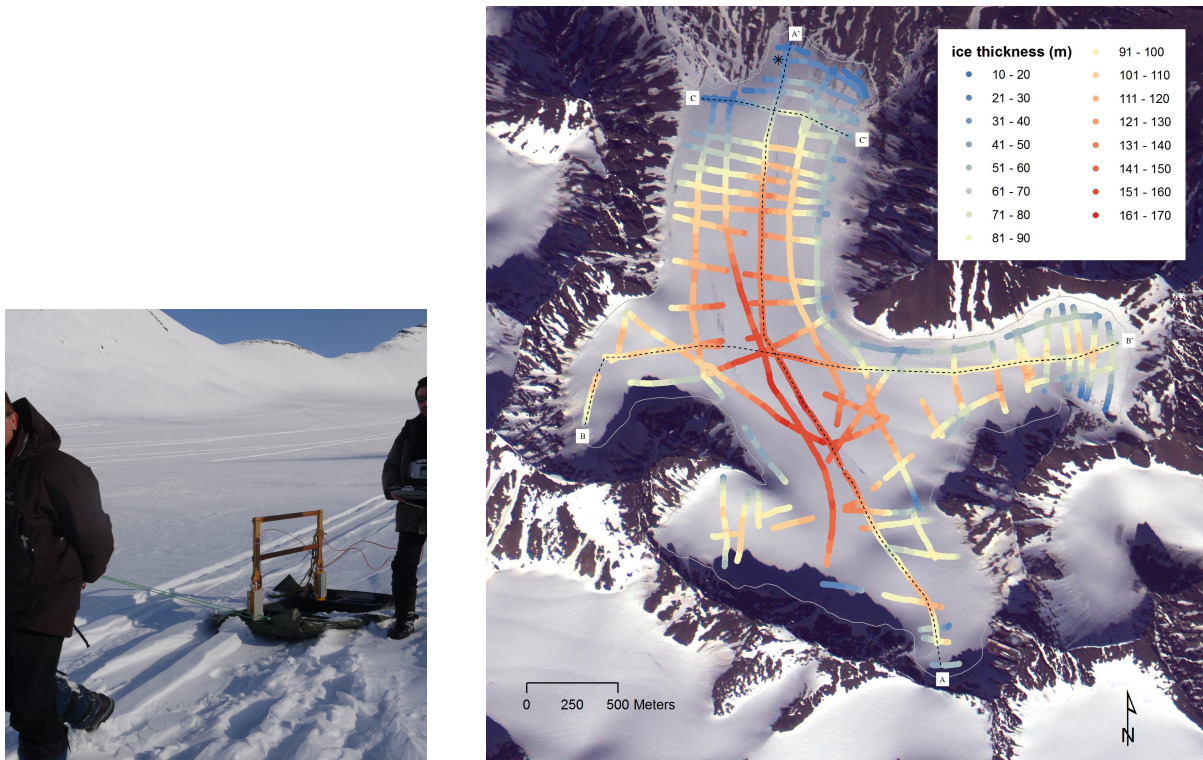 A'
C
C'
B'
B
A
ice thickness (m)
10 - 20
21 - 30
31 - 40
41 - 50
51 - 60
61 - 70
71 - 80
81 - 90
91 - 100
101 - 110
111 - 120
121 - 130
131 - 140
141 - 150
151 - 160
161 - 170
0 250 500 Meters
N